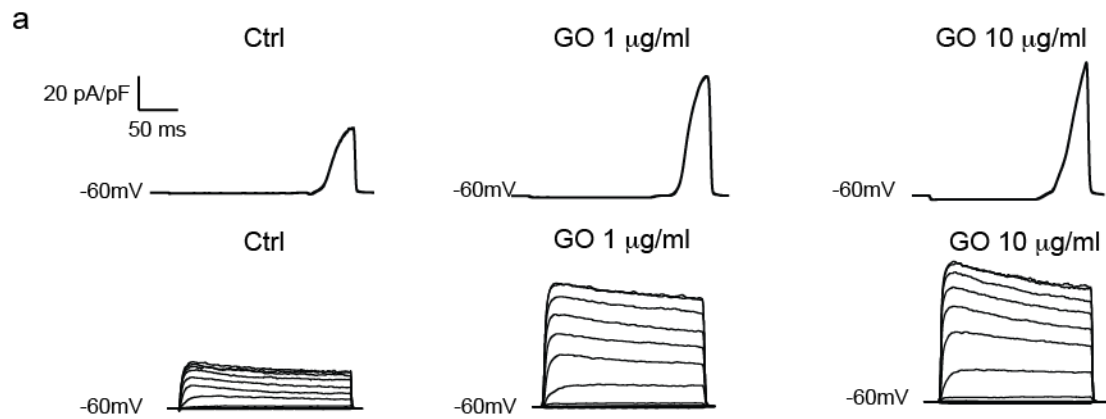 a
Ctrl
GO 1 μg/ml
GO 10 μg/ml
20 pA/pF
50 ms
-60mV
-60mV
-60mV
Ctrl
GO 1 μg/ml
GO 10 μg/ml
-60mV
-60mV
-60mV